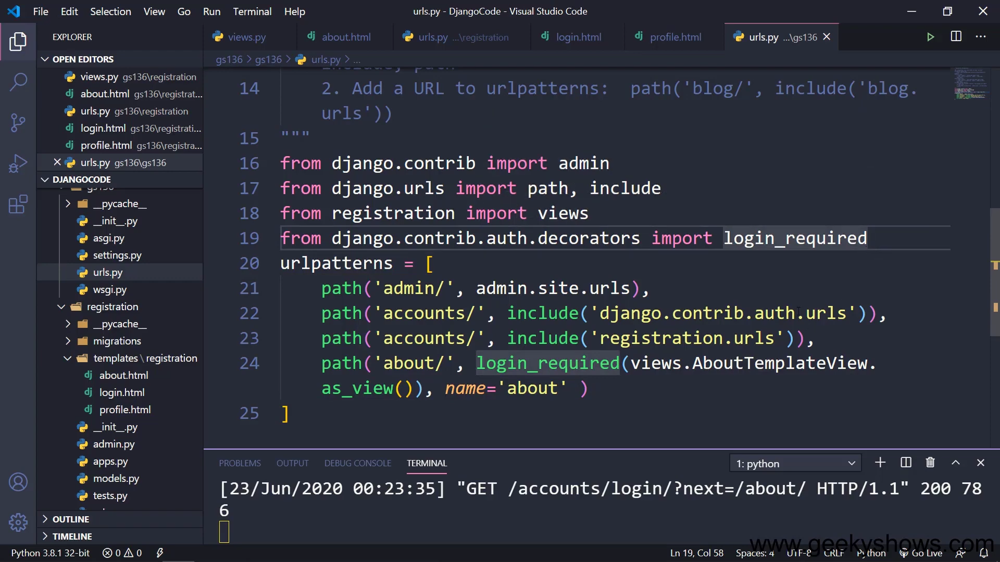 File Edit Selection View Go Run Terminal Help
urls.py - DjangoCode - Visual Studio Code
EXPLORER
views.py
about.html
urls.py ...\registration
login.html
profile.html
urls.py ...\gs136
OPEN EDITORS
views.py gs136\registration
about.html gs136\registrat...
urls.py gs136\registration
login.html gs136\registrati...
profile.html gs136\registra...
urls.py gs136\gs136
DJANGOCODE
gs136
__pycache__
__init__.py
asgi.py
settings.py
urls.py
wsgi.py
registration
__pycache__
migrations
templates\registration
about.html
login.html
profile.html
__init__.py
admin.py
apps.py
models.py
tests.py
OUTLINE
TIMELINE
gs136 > gs136 > urls.py > ...
include, path
14 2. Add a URL to urlpatterns:  path('blog/', include('blog.
urls'))
15 """
16 from django.contrib import admin
17 from django.urls import path, include
18 from registration import views
19 from django.contrib.auth.decorators import login_required
20 urlpatterns = [
21 path('admin/', admin.site.urls),
22 path('accounts/', include('django.contrib.auth.urls')),
23 path('accounts/', include('registration.urls')),
24 path('about/', login_required(views.AboutTemplateView.
as_view()), name='about' )
25 ]
PROBLEMS OUTPUT DEBUG CONSOLE TERMINAL
1: python
[23/Jun/2020 00:23:35] "GET /accounts/login/?next=/about/ HTTP/1.1" 200 78
6
www.geekyshows.com
Python 3.8.1 32-bit 0 0
Ln 19, Col 58 Spaces: 4 UTF-8 CRLF Python Go Live